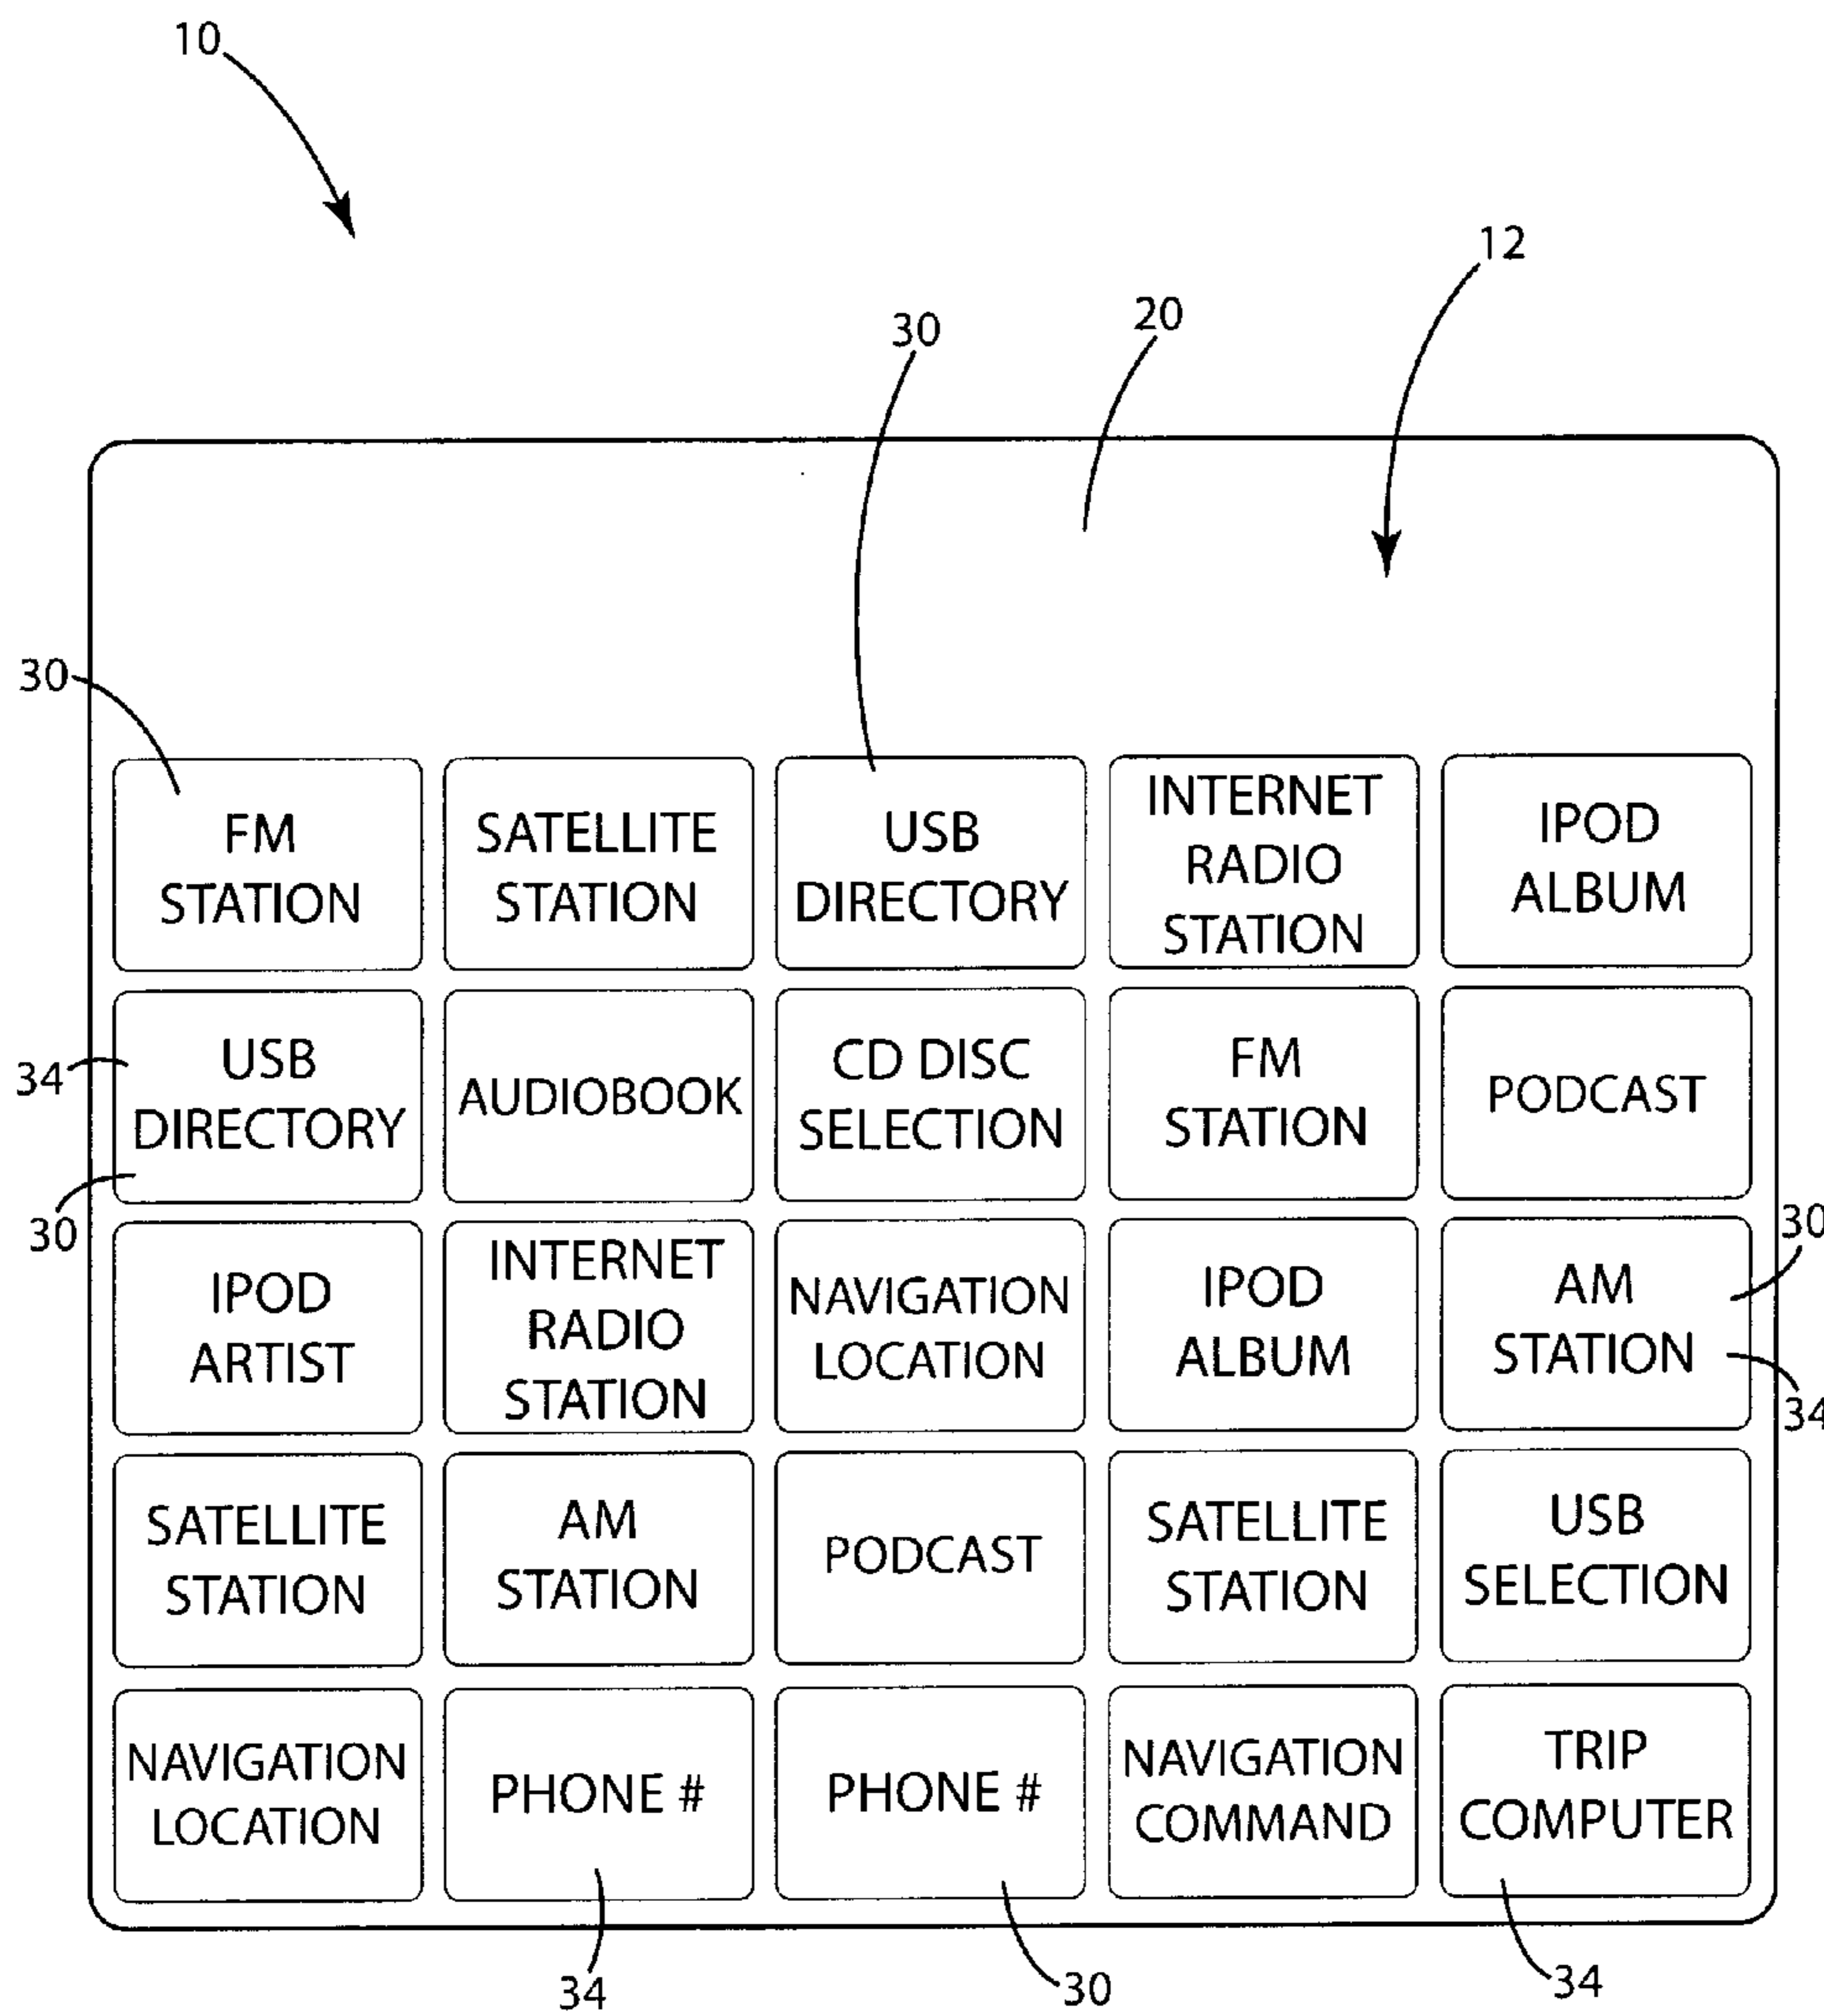 10
12
20
30
30
FM
STATION
SATELLITE
STATION
USB
DIRECTORY
INTERNET
RADIO
STATION
IPOD
ALBUM
34
USB
DIRECTORY
30
AUDIOBOOK
CD DISC
SELECTION
FM
STATION
PODCAST
IPOD
ARTIST
INTERNET
RADIO
STATION
NAVIGATION
LOCATION
IPOD
ALBUM
AM
STATION
30
34
SATELLITE
STATION
AM
STATION
PODCAST
SATELLITE
STATION
USB
SELECTION
NAVIGATION
LOCATION
PHONE #
PHONE #
NAVIGATION
COMMAND
TRIP
COMPUTER
34
30
34